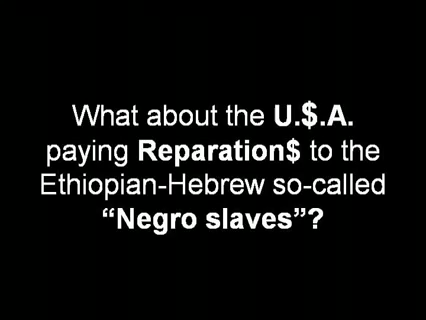 What about the U.$.A.
paying Reparation$ to the
Ethiopian-Hebrew so-called
“Negro slaves”?